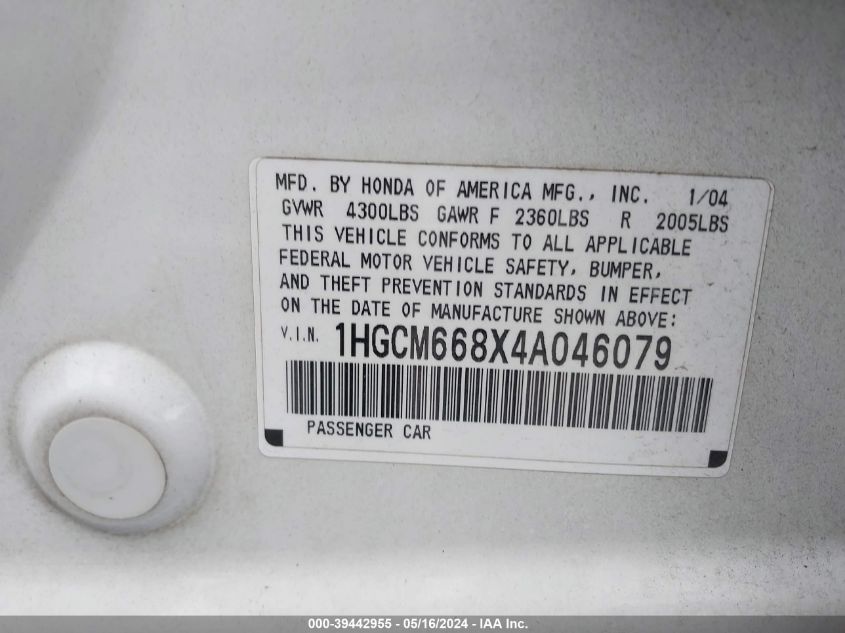 MFD. BY HONDA OF AMERICA MFG., INC. 1/04
GVWR 4300LBS GAWR F 2360LBS R 2005LBS
THIS VEHICLE CONFORMS TO ALL APPLICABLE
FEDERAL MOTOR VEHICLE SAFETY, BUMPER,
AND THEFT PREVENTION STANDARDS IN EFFECT
ON THE DATE OF MANUFACTURE SHOWN ABOVE:
V.I.N. 1HGCM668X4A046079
PASSENGER CAR
000-39442955 - 05/16/2024 - IAA Inc.